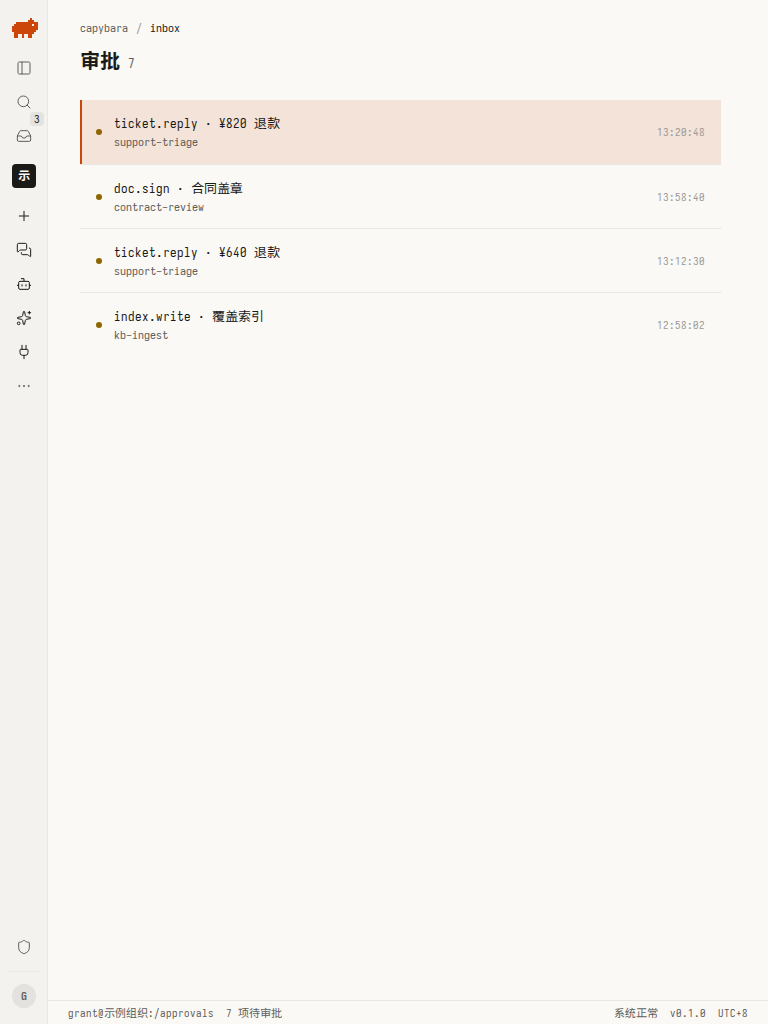 capybara / inbox
审批 7
3
示
ticket.reply · ¥820 退款
support-triage
13:20:48
doc.sign · 合同盖章
contract-review
13:58:40
ticket.reply · ¥640 退款
support-triage
13:12:30
index.write · 覆盖索引
kb-ingest
12:58:02
G
grant@示例组织:/approvals 7 项待审批
系统正常 v0.1.0 UTC+8